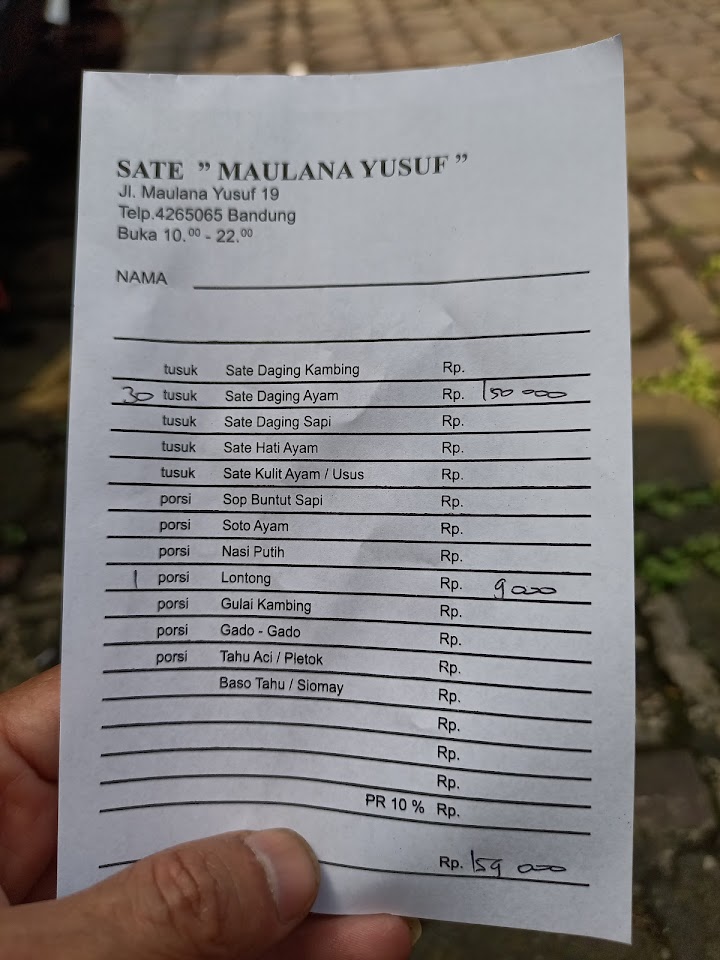 SATE ” MAULANA YUSUF ”
Jl. Maulana Yusuf 19
Telp.4265065 Bandung
Buka 10.⁰⁰ - 22.⁰⁰
NAMA
tusuk Sate Daging Kambing Rp.
30 tusuk Sate Daging Ayam Rp. 150 000
tusuk Sate Daging Sapi Rp.
tusuk Sate Hati Ayam Rp.
tusuk Sate Kulit Ayam / Usus Rp.
porsi Sop Buntut Sapi Rp.
porsi Soto Ayam Rp.
porsi Nasi Putih Rp.
1 porsi Lontong Rp. 9 000
porsi Gulai Kambing Rp.
porsi Gado - Gado Rp.
porsi Tahu Aci / Pletok Rp.
Baso Tahu / Siomay Rp.
Rp.
Rp.
Rp.
PR 10 % Rp.
Rp. 159 000